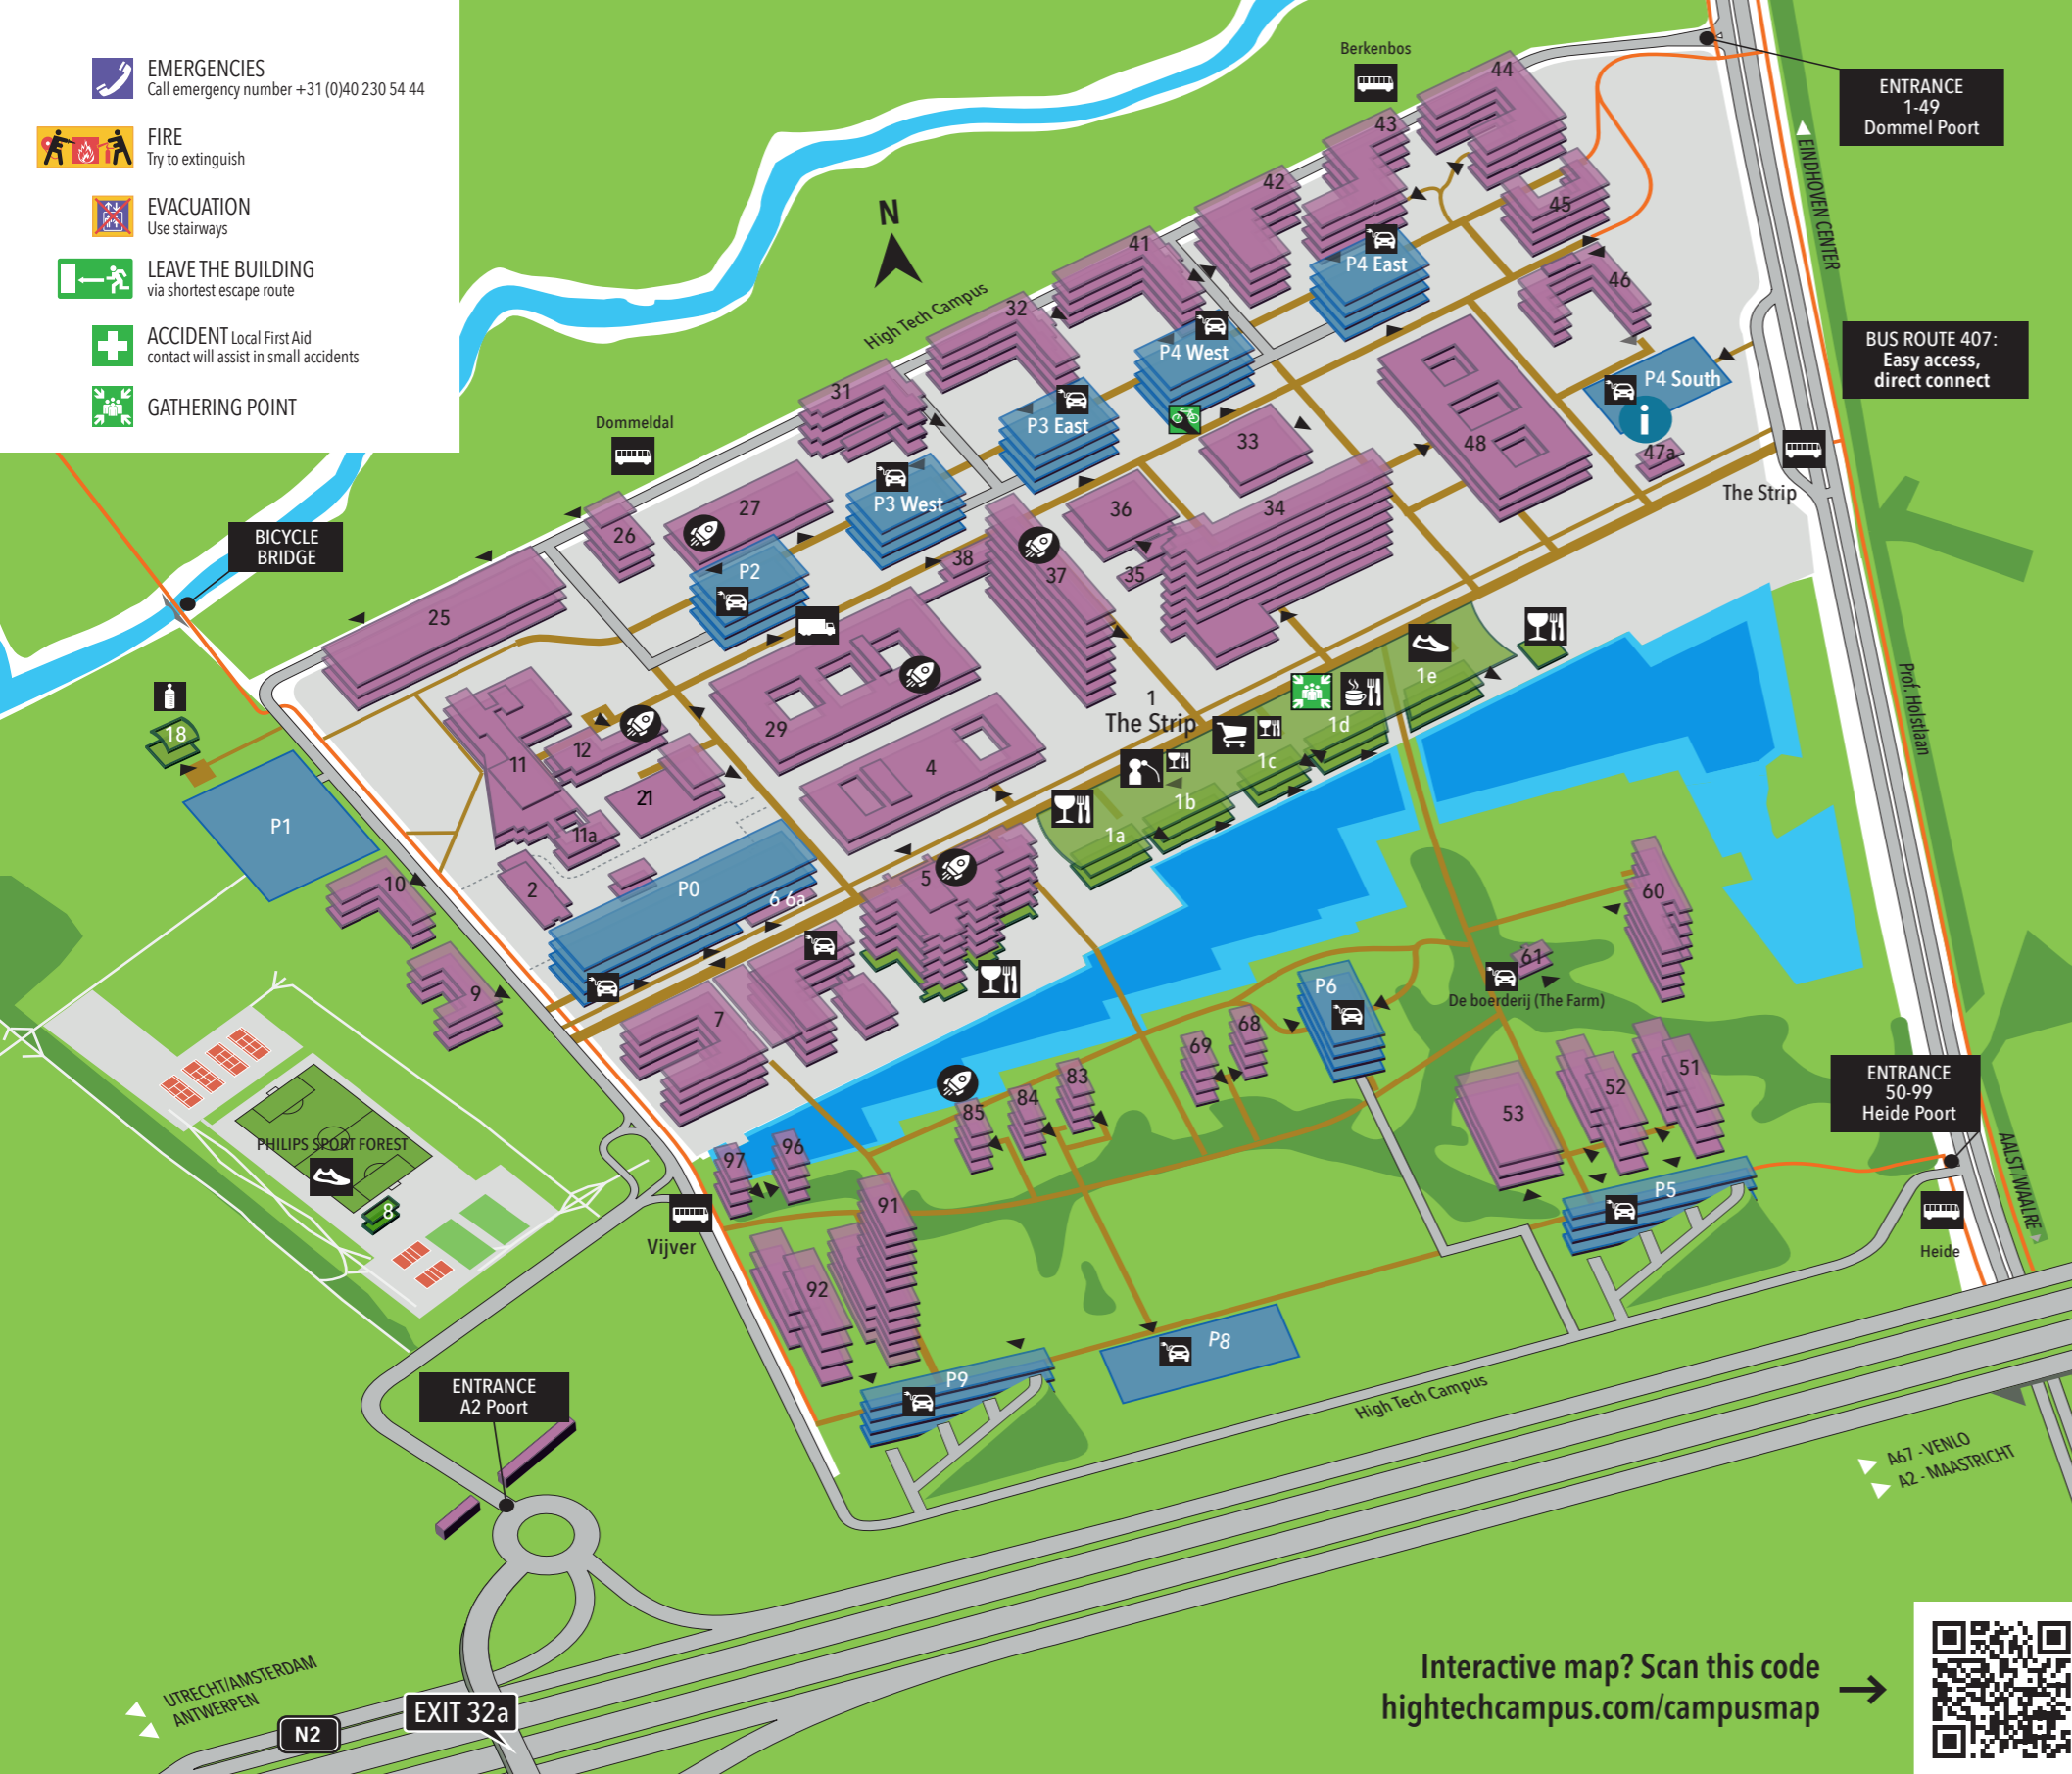 EMERGENCIES
Call emergency number +31 (0)40 230 54 44
FIRE
Try to extinguish
EVACUATION
Use stairways
LEAVE THE BUILDING
via shortest escape route
ACCIDENT Local First Aid
contact will assist in small accidents
GATHERING POINT
Berkenbos
44
ENTRANCE
1-49
Dommel Poort
43
EINDHOVEN CENTER
42
45
N
41
P4 East
46
High Tech Campus
32
P4 West
BUS ROUTE 407:
Easy access,
direct connect
P4 South
i
31
Dommeldal
P3 East
33
48
47a
The Strip
P3 West
27
36
34
26
BICYCLE
BRIDGE
P2
38
37
35
25
1
The Strip
1e
Prof. Holstlaan
18
29
12
11
1d
4
1c
21
1b
P1
11a
1a
10
2
P0
6 6a
5
60
9
61
De boerderij (The Farm)
P6
7
68
69
83
84
85
53
52
51
ENTRANCE
50-99
Heide Poort
PHILIPS SPORT FOREST
8
97
96
91
P5
AALST/WAALRE
Vijver
Heide
92
P8
P9
ENTRANCE
A2 Poort
High Tech Campus
A67 - VENLO
A2 - MAASTRICHT
UTRECHT/AMSTERDAM
ANTWERPEN
N2
EXIT 32a
Interactive map? Scan this code
hightechcampus.com/campusmap